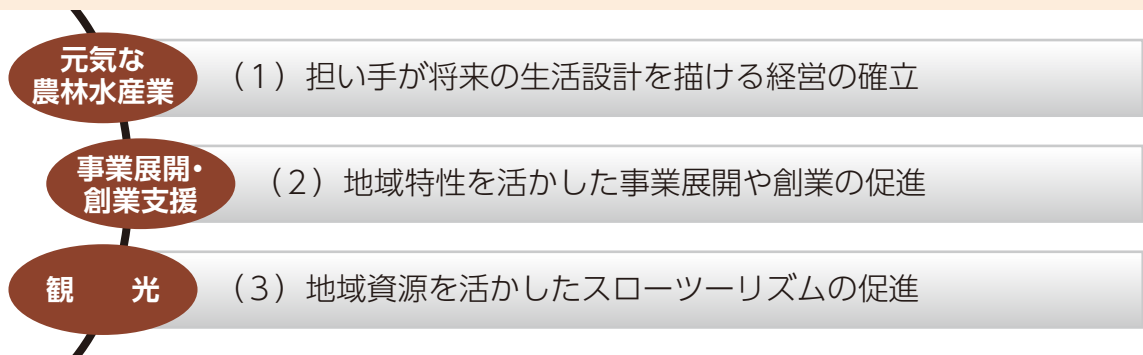 元気な
農林水産業
（1）担い手が将来の生活設計を描ける経営の確立
事業展開・
創業支援
（2）地域特性を活かした事業展開や創業の促進
観　光
（3）地域資源を活かしたスローツーリズムの促進